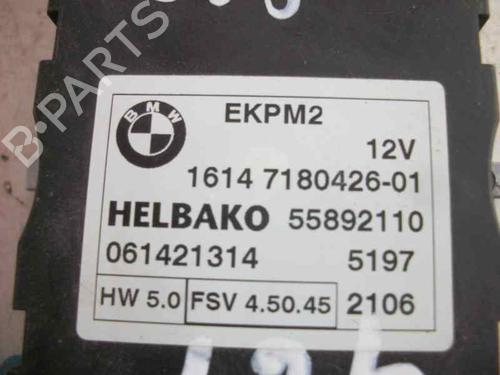 BMW
EKPM2
12V
1614 7180426-01
HELBAKO 55892110
061421314 5197
HW 5.0 FSV 4.50.45 2106
B-PARTS